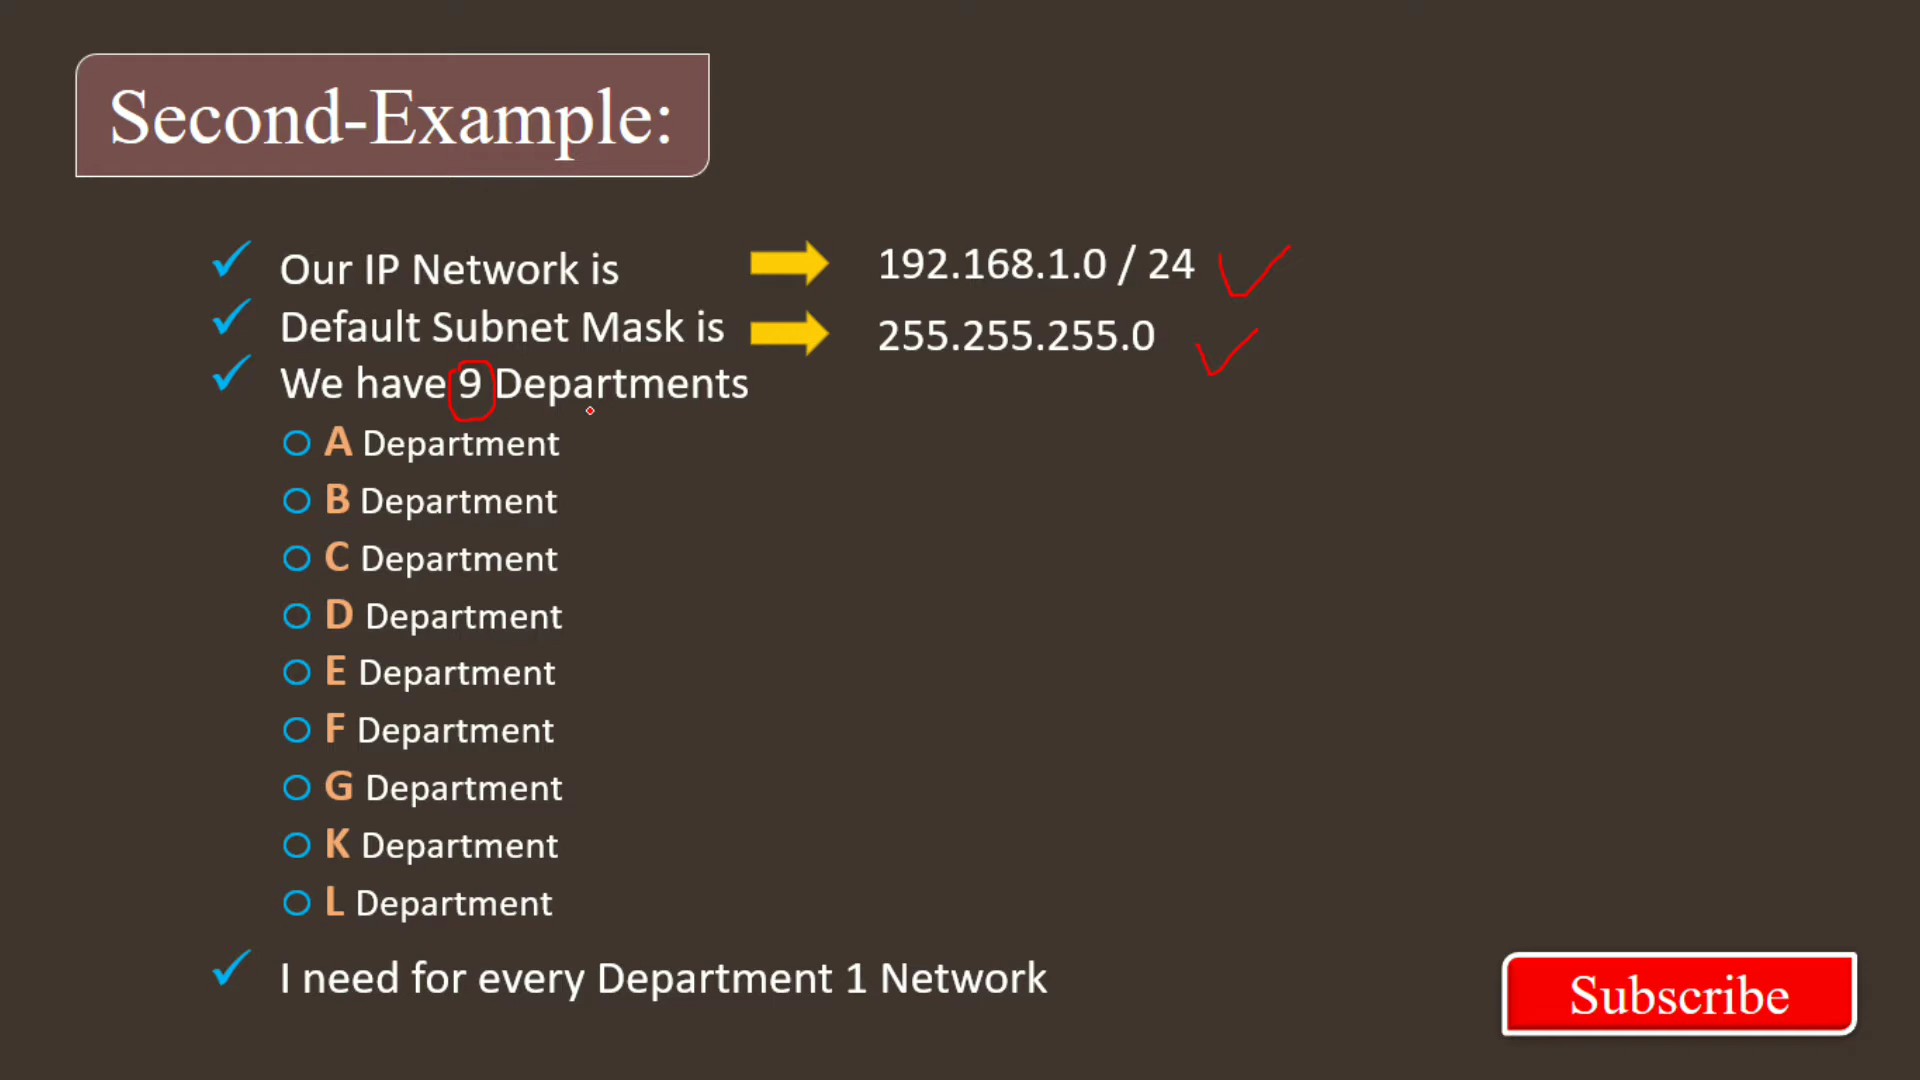 Second-Example:
Our IP Network is 192.168.1.0 / 24
Default Subnet Mask is 255.255.255.0
We have 9 Departments
A Department
B Department
C Department
D Department
E Department
F Department
G Department
K Department
L Department
I need for every Department 1 Network
Subscribe